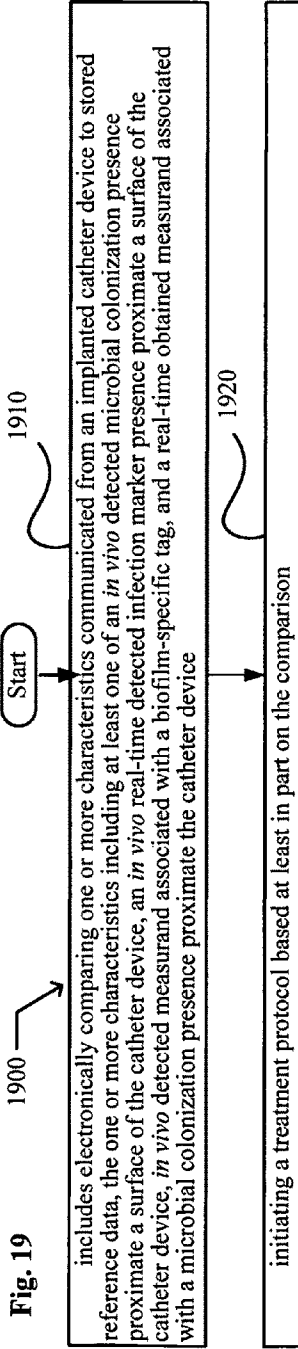 Fig. 19
1900
Start
1910
includes electronically comparing one or more characteristics communicated from an implanted catheter device to stored
reference data, the one or more characteristics including at least one of an in vivo detected microbial colonization presence
proximate a surface of the catheter device, an in vivo real-time detected infection marker presence proximate a surface of the
catheter device, in vivo detected measurand associated with a biofilm-specific tag, and a real-time obtained measurand associated
with a microbial colonization presence proximate the catheter device
1920
initiating a treatment protocol based at least in part on the comparison